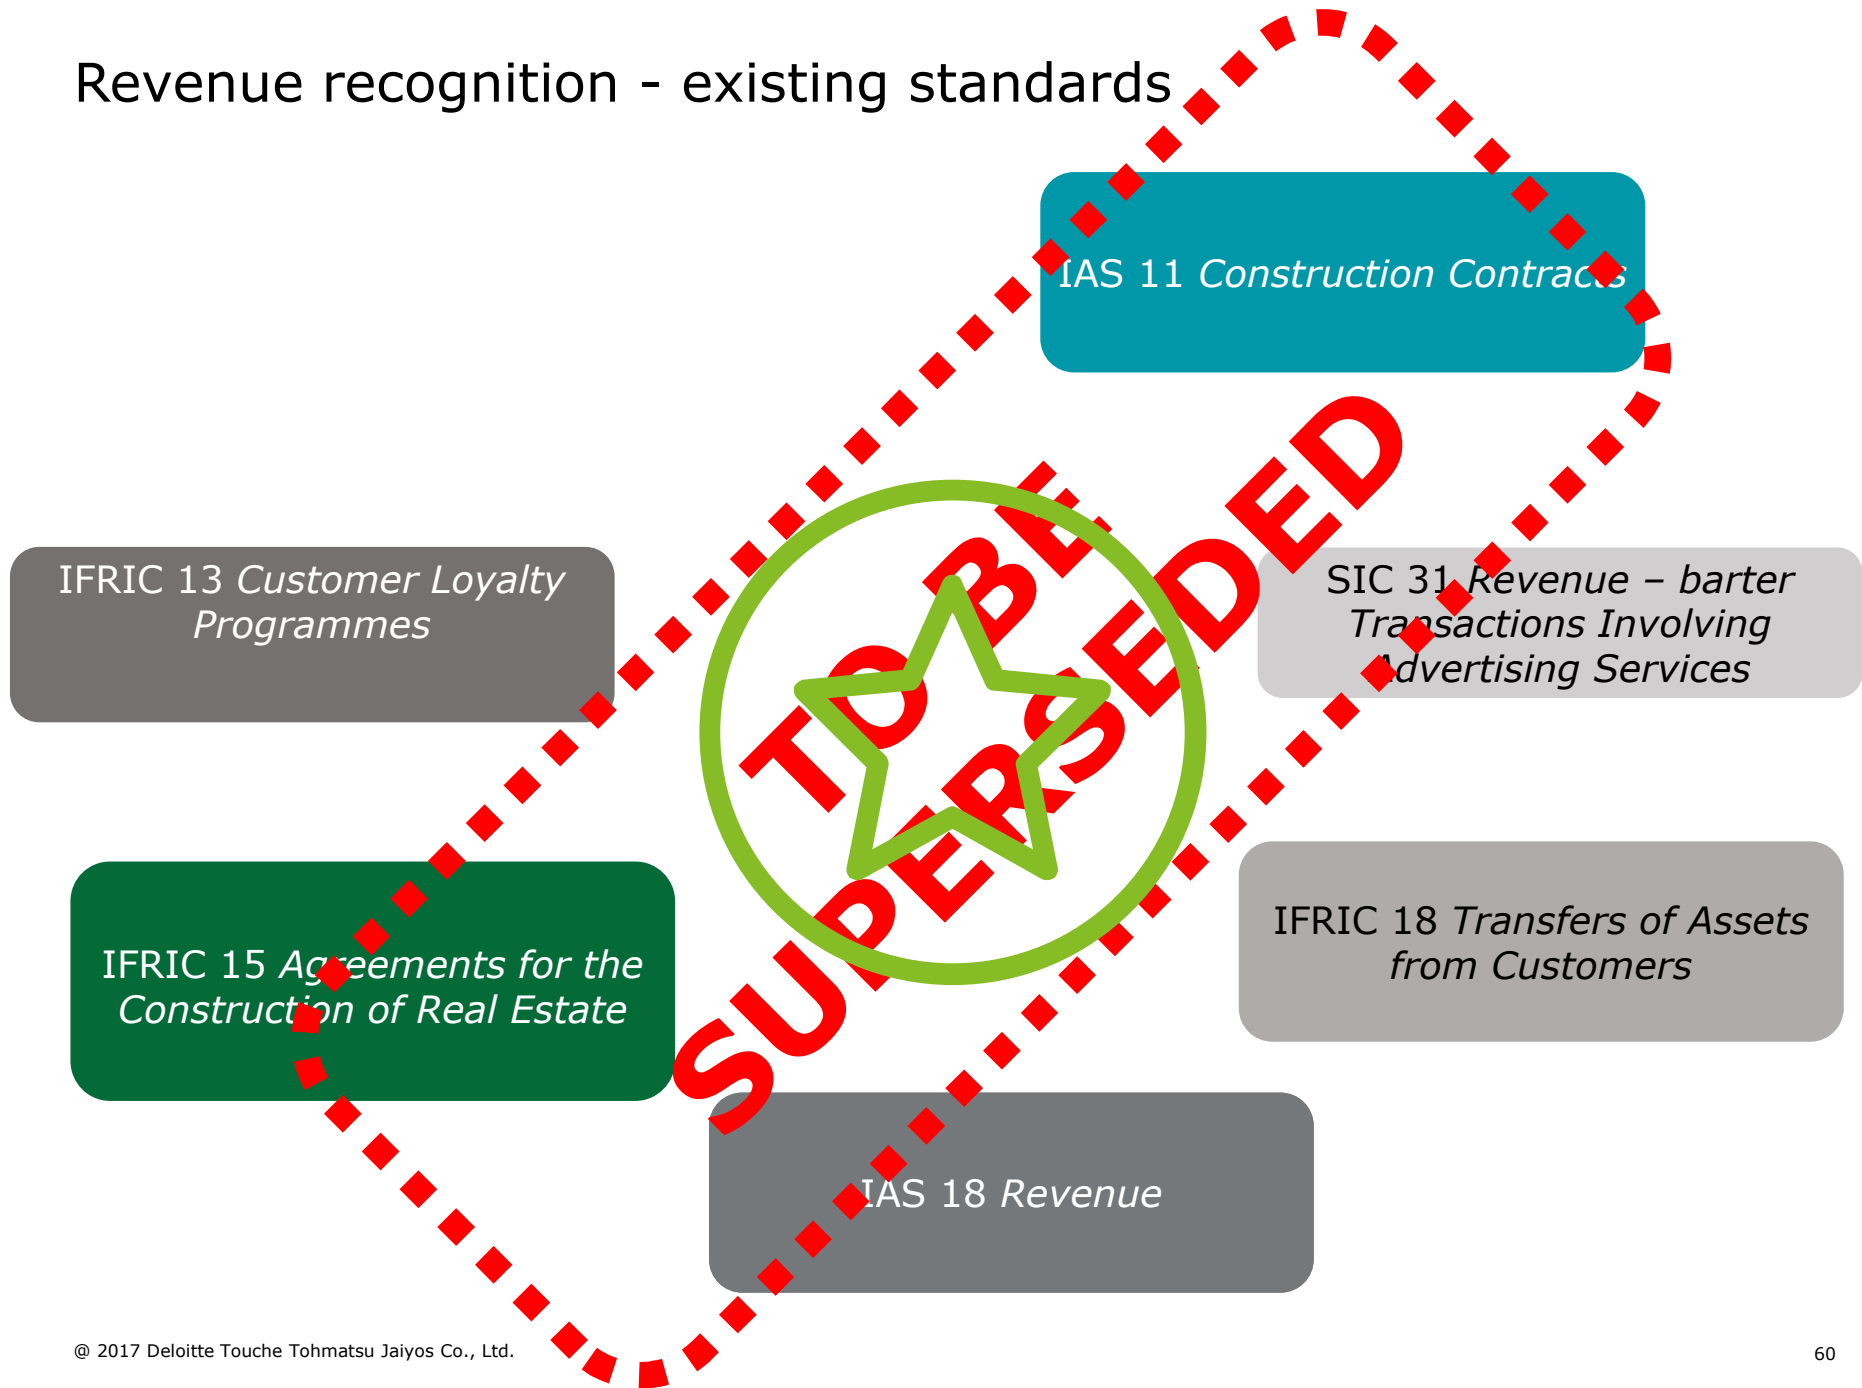 Revenue recognition - existing standards
IAS 11 Construction Contracts
TO BE
SUPERSEDED
IFRIC 13 Customer Loyalty
Programmes
SIC 31 Revenue – barter
Transactions Involving
Advertising Services
IFRIC 15 Agreements for the
Construction of Real Estate
IFRIC 18 Transfers of Assets
from Customers
IAS 18 Revenue
@ 2017 Deloitte Touche Tohmatsu Jaiyos Co., Ltd.
60